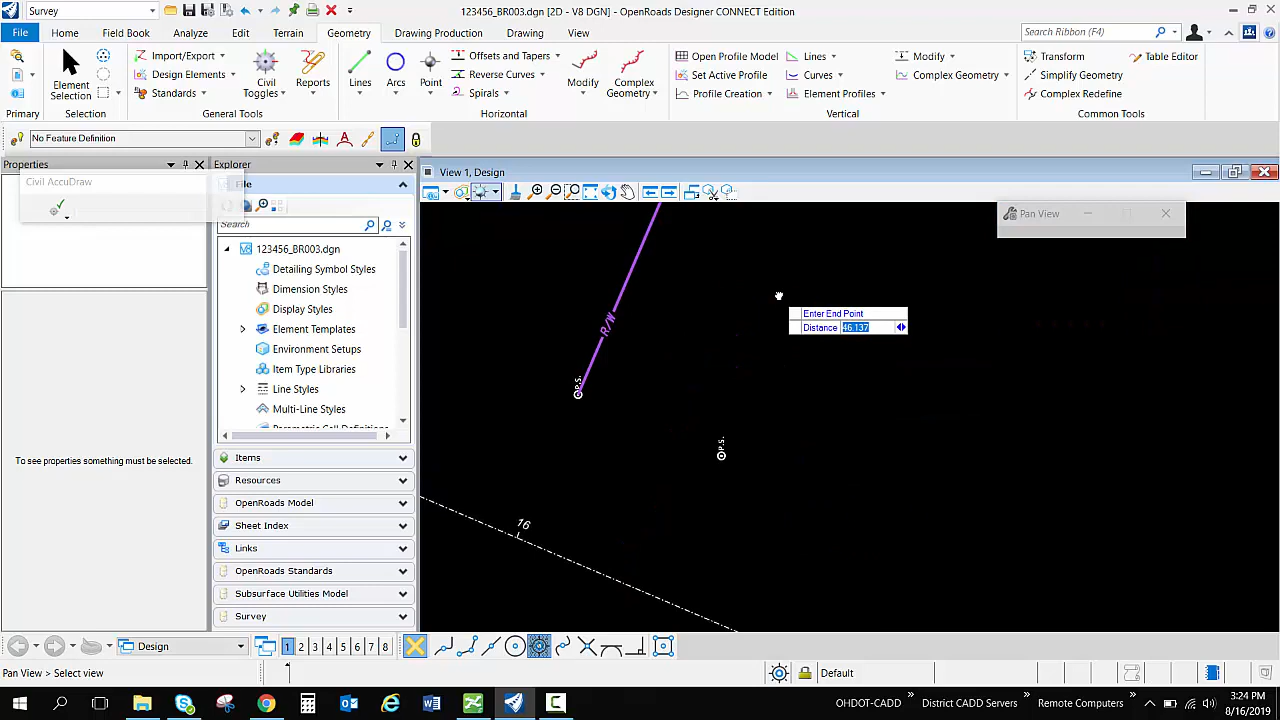 Survey
123456_BR003.dgn [2D - V8 DGN] - OpenRoads Designer CONNECT Edition
Search Ribbon (F4)
File
Home
Field Book
Analyze
Edit
Terrain
Geometry
Drawing Production
Drawing
View
Element
Selection
Import/Export
Design Elements
Standards
Civil
Toggles
Reports
Lines
Arcs
Point
Offsets and Tapers
Reverse Curves
Spirals
Modify
Complex
Geometry
Open Profile Model
Set Active Profile
Profile Creation
Lines
Curves
Element Profiles
Modify
Complex Geometry
Transform
Simplify Geometry
Complex Redefine
Table Editor
Primary
Selection
General Tools
Horizontal
Vertical
Common Tools
No Feature Definition
Properties
Civil AccuDraw
To see properties something must be selected.
Explorer
File
Search
123456_BR003.dgn
Detailing Symbol Styles
Dimension Styles
Display Styles
Element Templates
Environment Setups
Item Type Libraries
Line Styles
Multi-Line Styles
Parametric Cell Definitions
Items
Resources
OpenRoads Model
Sheet Index
Links
OpenRoads Standards
Subsurface Utilities Model
Survey
View 1, Design
Pan View
R/W
P.S.
P.S.
16
Enter End Point
Distance 46.137
Design
1 2 3 4 5 6 7 8
Pan View > Select view
Default
OHDOT-CADD
District CADD Servers
Remote Computers
3:24 PM
8/16/2019